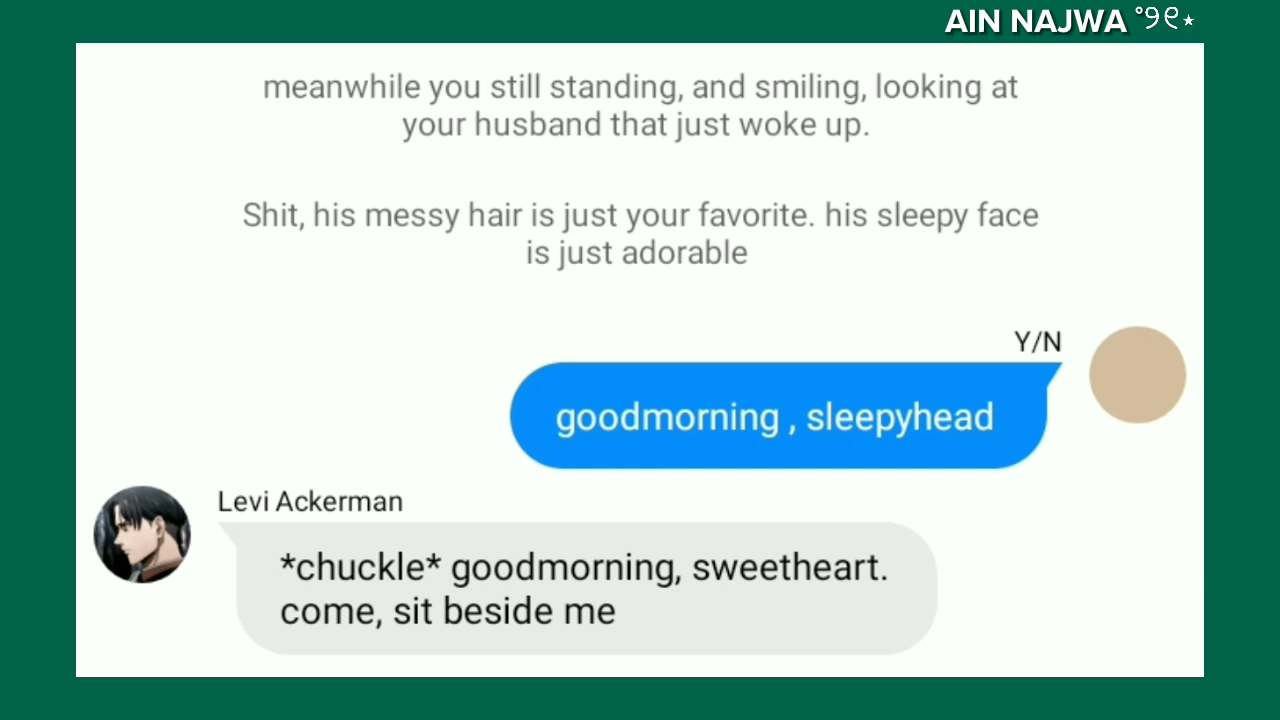 AIN NAJWA °୨୧⋆
meanwhile you still standing, and smiling, looking at
your husband that just woke up.
Shit, his messy hair is just your favorite. his sleepy face
is just adorable
Y/N
goodmorning , sleepyhead
Levi Ackerman
*chuckle* goodmorning, sweetheart.
come, sit beside me